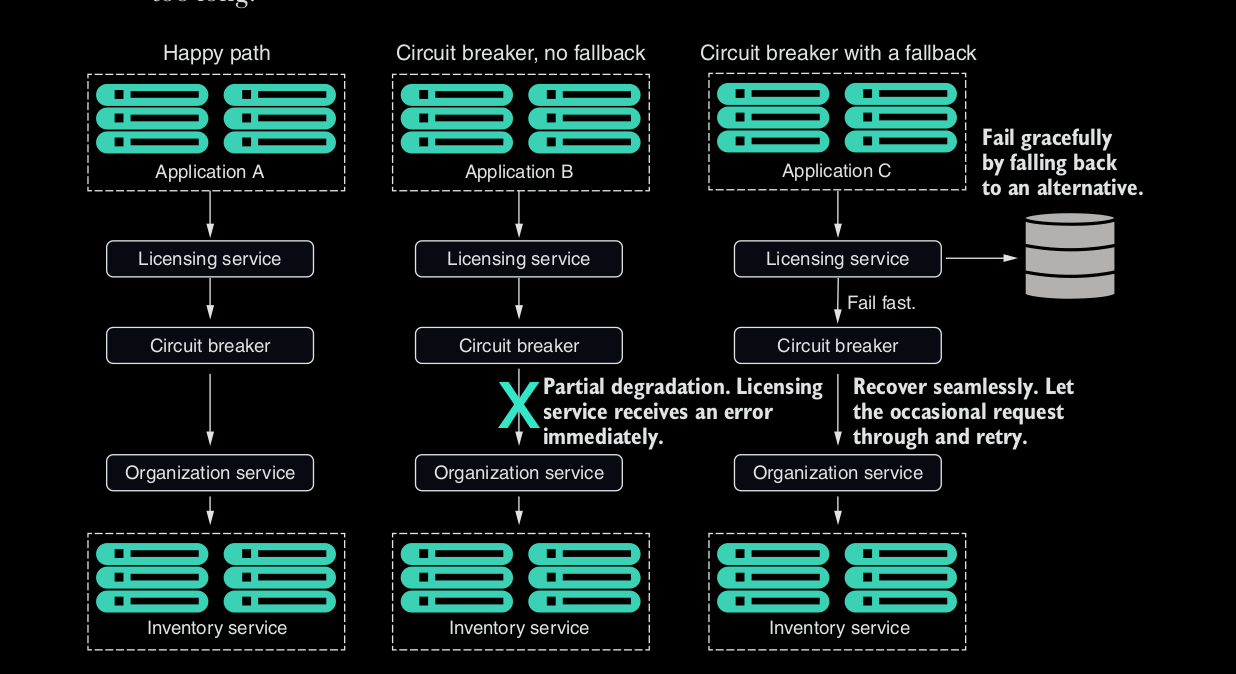 too long.
Happy path
Circuit breaker, no fallback
Circuit breaker with a fallback
Application A
Application B
Application C
Fail gracefully
by falling back
to an alternative.
Licensing service
Licensing service
Licensing service
Fail fast.
Circuit breaker
Circuit breaker
Circuit breaker
X
Partial degradation. Licensing
service receives an error
immediately.
Recover seamlessly. Let
the occasional request
through and retry.
Organization service
Organization service
Organization service
Inventory service
Inventory service
Inventory service